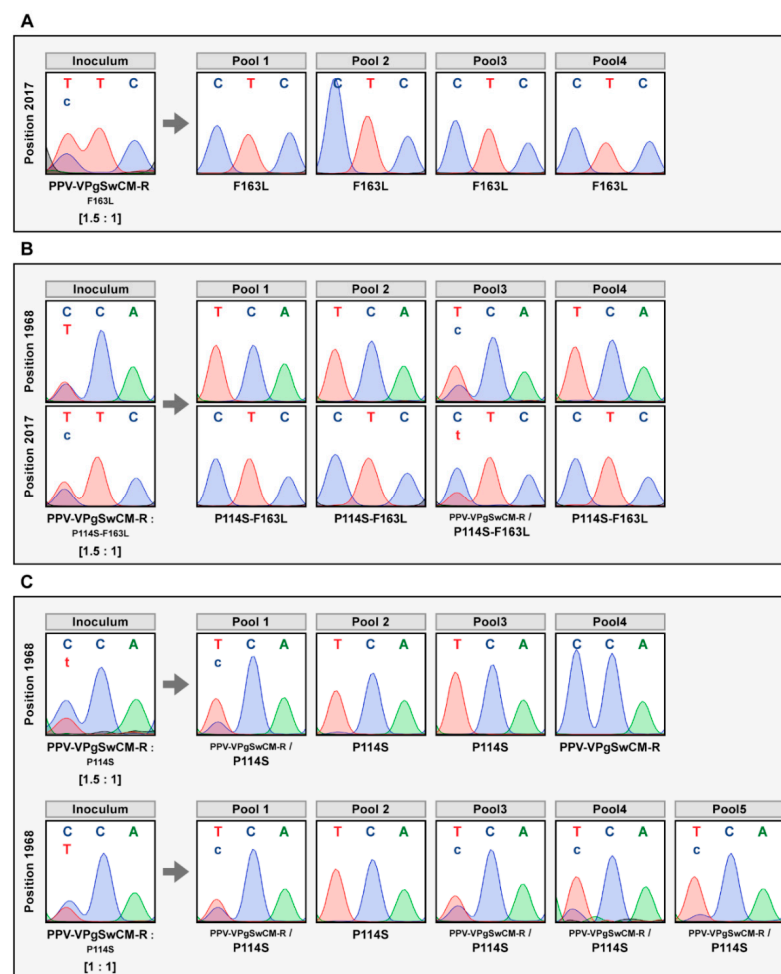 A
Inoculum Pool 1 Pool 2 Pool3 Pool4
Position 2017
T T C C T C C T C C T C C T C
c
PPV-VPgSwCM-R F163L F163L F163L F163L
F163L
[1.5 : 1]
B
Inoculum Pool 1 Pool 2 Pool3 Pool4
Position 1968
C C A T C A T C A T C A T C A
T c
Position 2017
T T C C T C C T C C T C C T C
c t
PPV-VPgSwCM-R : P114S-F163L P114S-F163L PPV-VPgSwCM-R / P114S-F163L
P114S-F163L P114S-F163L
[1.5 : 1]
C
Inoculum Pool 1 Pool 2 Pool3 Pool4
Position 1968
C C A T C A T C A T C A C C A
t c
PPV-VPgSwCM-R : PPV-VPgSwCM-R / P114S P114S PPV-VPgSwCM-R
P114S P114S
[1.5 : 1]
Inoculum Pool 1 Pool 2 Pool3 Pool4 Pool5
Position 1968
C C A T C A T C A T C A T C A T C A
T c c c c
PPV-VPgSwCM-R : PPV-VPgSwCM-R / P114S PPV-VPgSwCM-R / PPV-VPgSwCM-R / PPV-VPgSwCM-R /
P114S P114S P114S P114S P114S
[1 : 1]